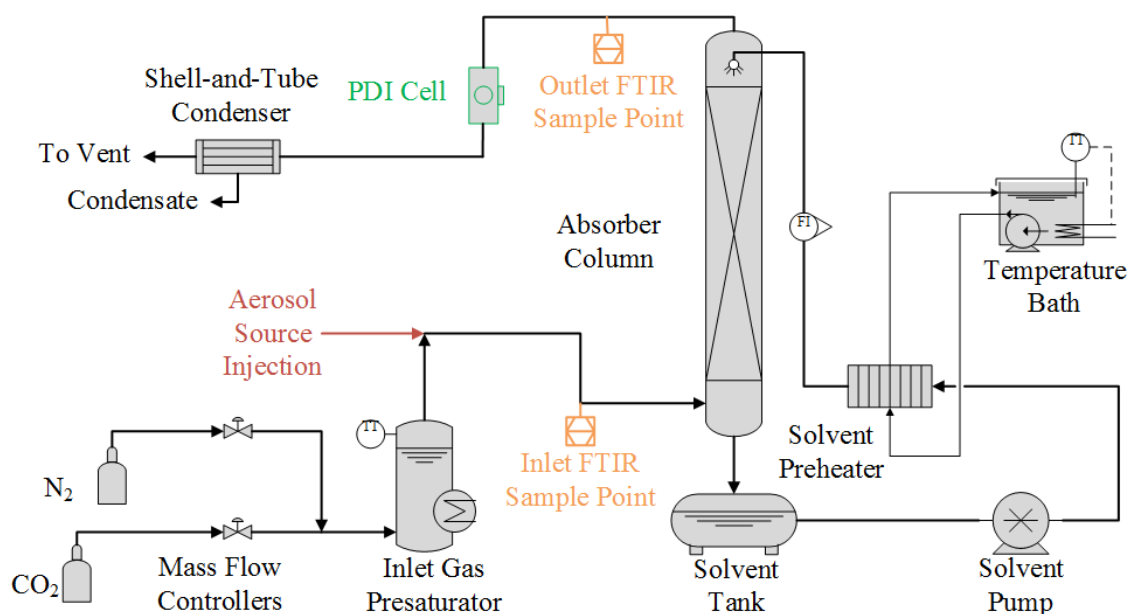 Shell-and-Tube
Condenser
To Vent
Condensate
PDI Cell
Outlet FTIR
Sample Point
Absorber
Column
FI
TT
Temperature
Bath
Aerosol
Source
Injection
TT
Inlet FTIR
Sample Point
Solvent
Preheater
N2
CO2
Mass Flow
Controllers
Inlet Gas
Presaturator
Solvent
Tank
Solvent
Pump